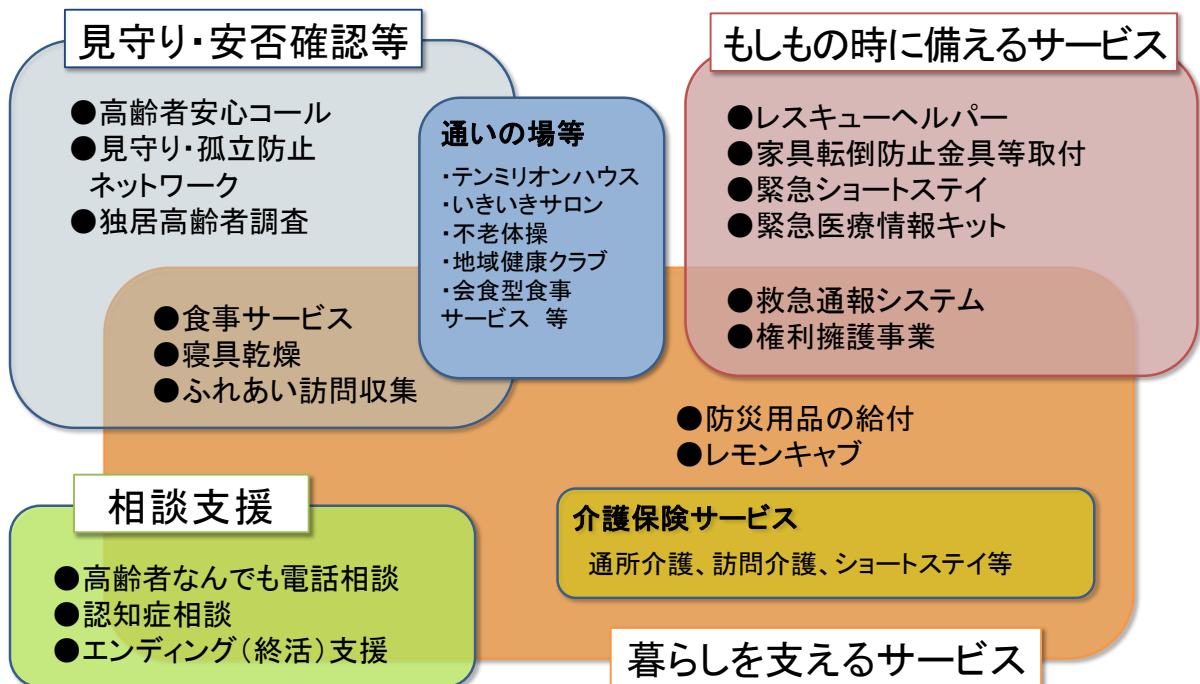 見守り・安否確認等
●高齢者安心コール
●見守り・孤立防止
ネットワーク
●独居高齢者調査
●食事サービス
●寝具乾燥
●ふれあい訪問収集
通いの場等
・テンミリオンハウス
・いきいきサロン
・不老体操
・地域健康クラブ
・会食型食事
サービス 等
もしもの時に備えるサービス
●レスキューヘルパー
●家具転倒防止金具等取付
●緊急ショートステイ
●緊急医療情報キット
●救急通報システム
●権利擁護事業
●防災用品の給付
●レモンキャブ
介護保険サービス
通所介護、訪問介護、ショートステイ等
相談支援
●高齢者なんでも電話相談
●認知症相談
●エンディング(終活)支援
暮らしを支えるサービス